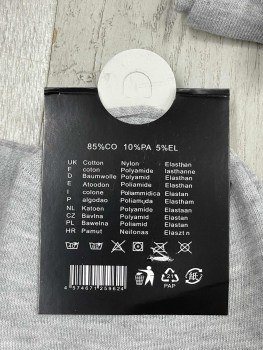 85%CO 10%PA 5%EL
UK Cotton Nylon Elasthan
F coton Polyamide lasthanne
D Baumwolle Polyamid Elasthan
E Atoodon Poliamide Elasthan
I colone Poliammidica Elastan
P algodao Poliamyda Elastham
NL Katoen Polyamide Elastaan
CZ Bavlna Polyamid Elastan
PL Bawelna Poliamid Elastan
HR Pamut Neilonas Elasztn
PAP